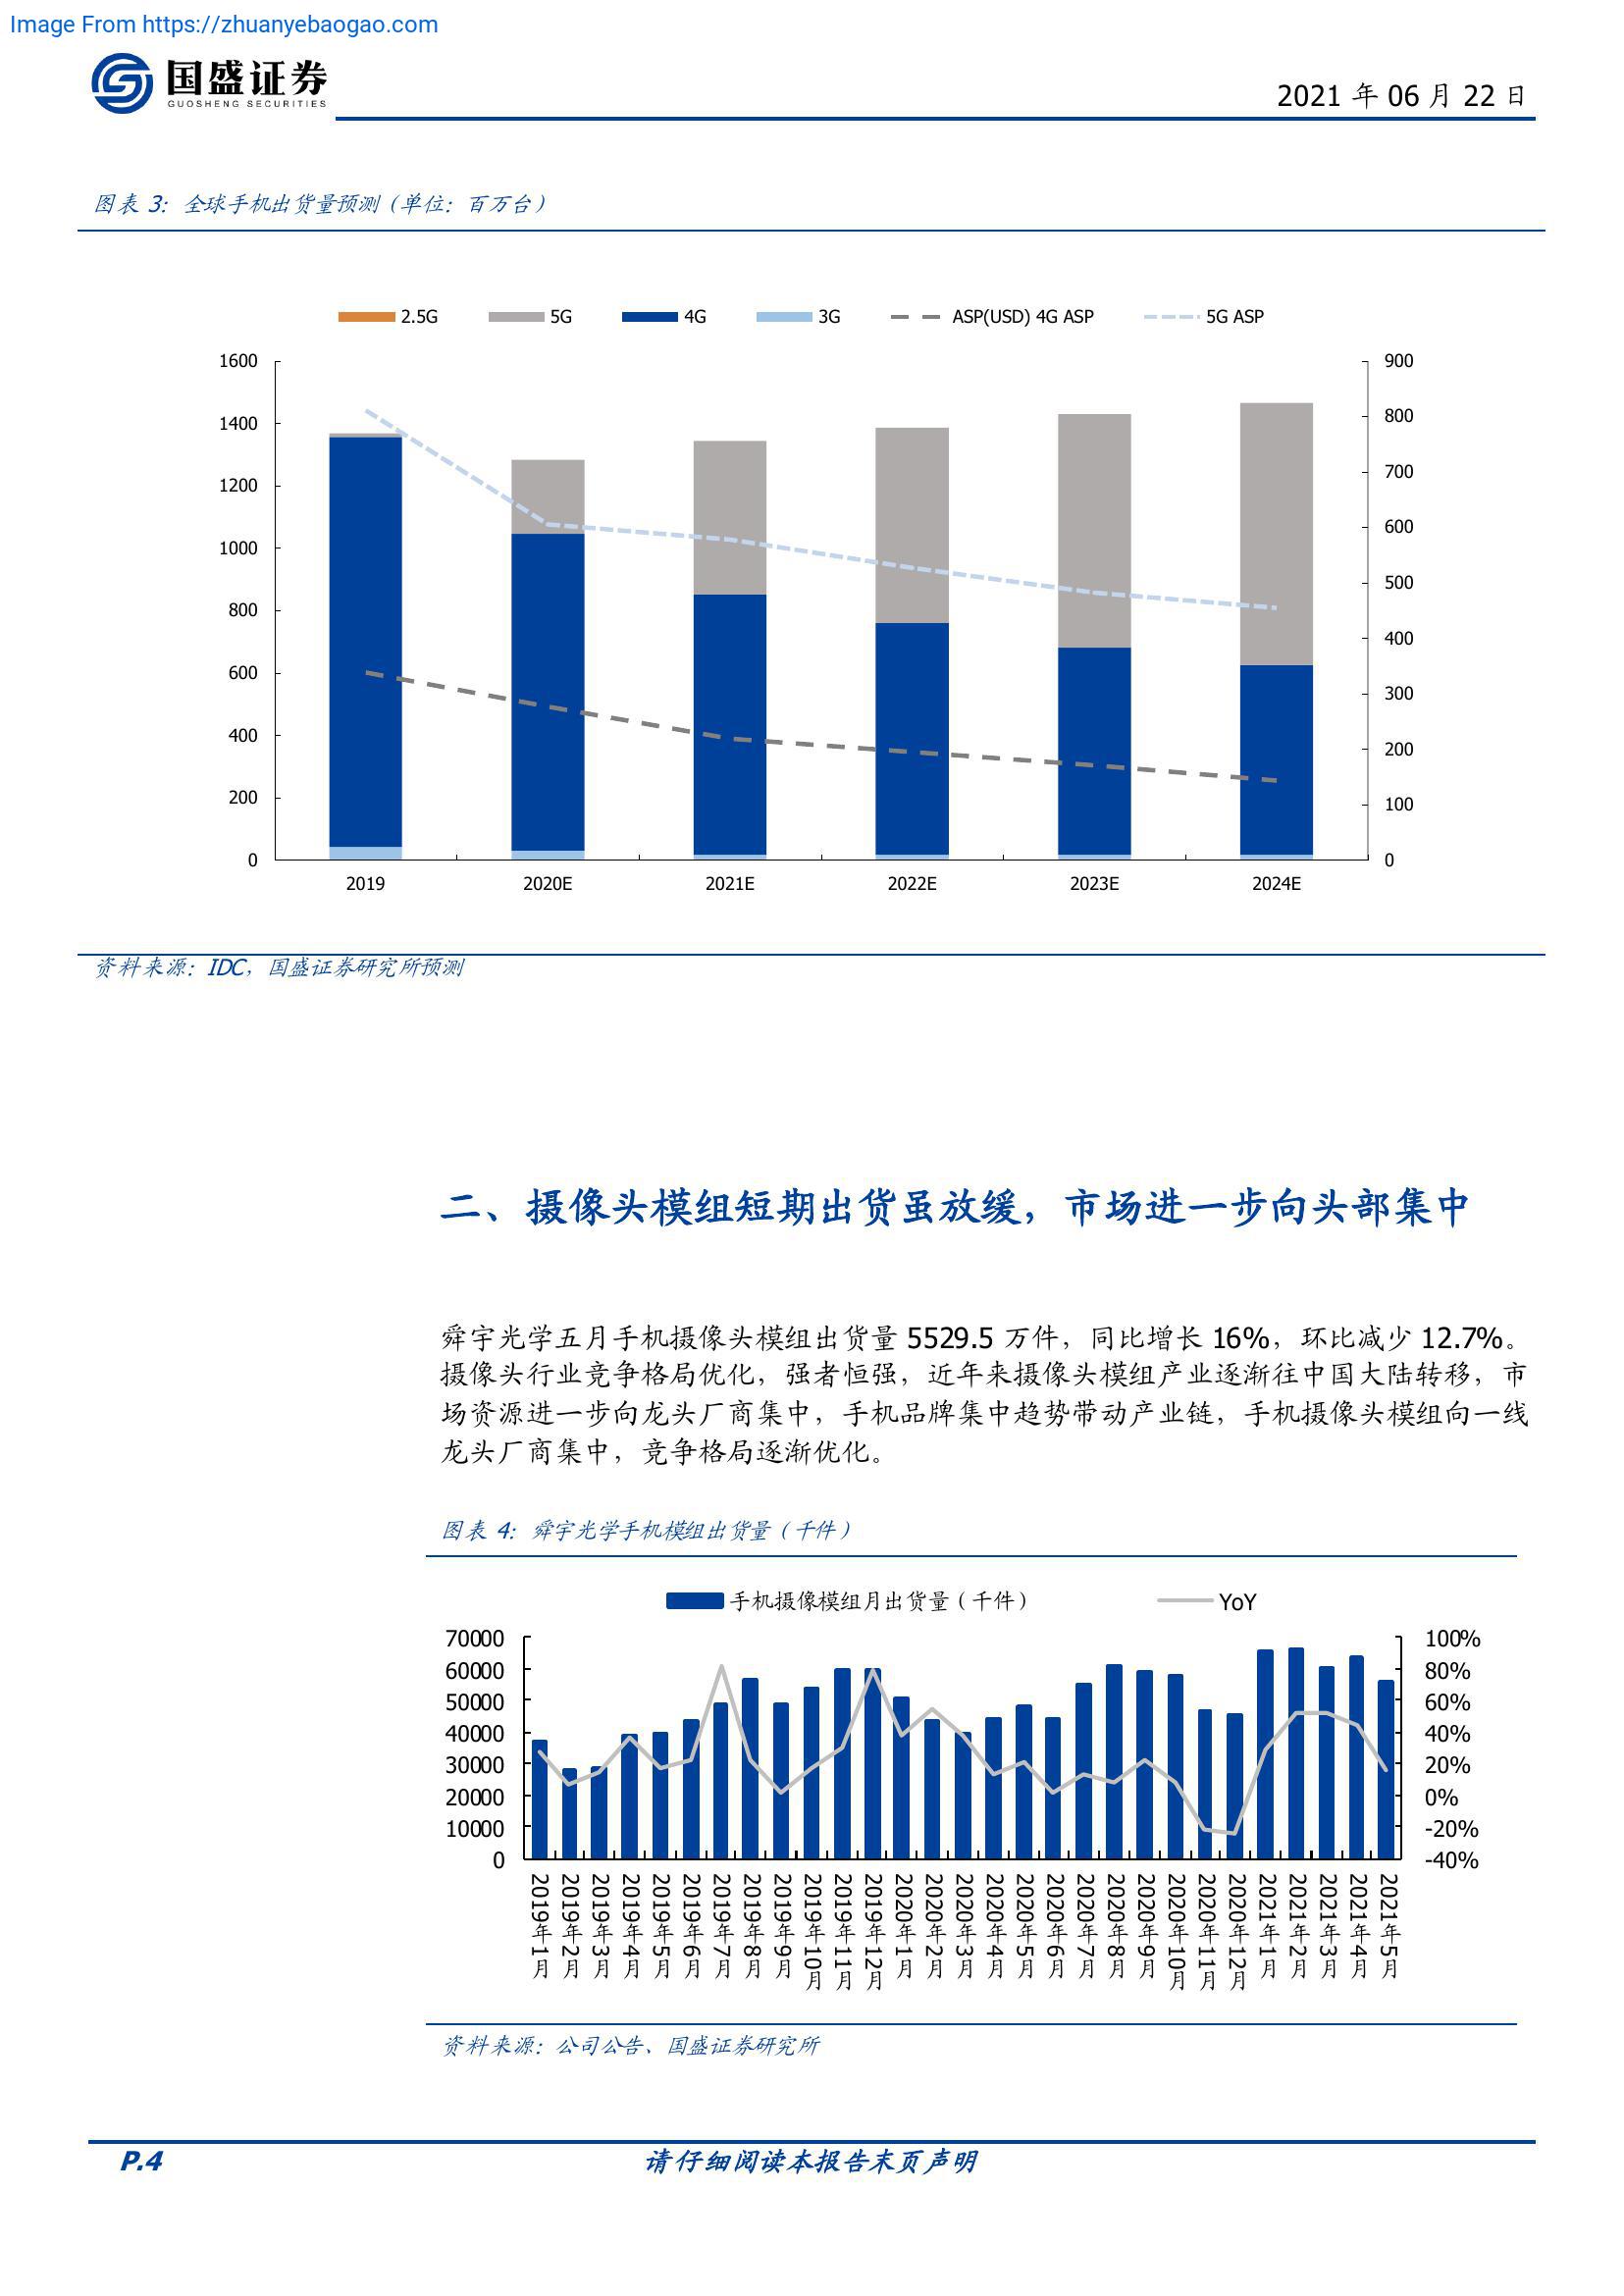 Image From https://zhuanyebaogao.com
国盛证券
GUOSHENG SECURITIES
2021 年 06 月 22 日
图表 3：全球手机出货量预测（单位：百万台）
2.5G 5G 4G 3G ASP(USD) 4G ASP 5G ASP
1600 900
1400 800
1200 700
1000 600
800 500
600 400
400 300
200 200
0 100
0
2019 2020E 2021E 2022E 2023E 2024E
资料来源：IDC，国盛证券研究所预测
二、摄像头模组短期出货虽放缓，市场进一步向头部集中
舜宇光学五月手机摄像头模组出货量 5529.5 万件，同比增长 16%，环比减少 12.7%。
摄像头行业竞争格局优化，强者恒强，近年来摄像头模组产业逐渐往中国大陆转移，市
场资源进一步向龙头厂商集中，手机品牌集中趋势带动产业链，手机摄像头模组向一线
龙头厂商集中，竞争格局逐渐优化。
图表 4：舜宇光学手机模组出货量（千件）
手机摄像模组月出货量（千件） YoY
70000 100%
60000 80%
50000 60%
40000 40%
30000 20%
20000 0%
10000 -20%
0 -40%
2019年1月
2019年2月
2019年3月
2019年4月
2019年5月
2019年6月
2019年7月
2019年8月
2019年9月
2019年10月
2019年11月
2019年12月
2020年1月
2020年2月
2020年3月
2020年4月
2020年5月
2020年6月
2020年7月
2020年8月
2020年9月
2020年10月
2020年11月
2020年12月
2021年1月
2021年2月
2021年3月
2021年4月
2021年5月
资料来源：公司公告、国盛证券研究所
P.4 请仔细阅读本报告末页声明